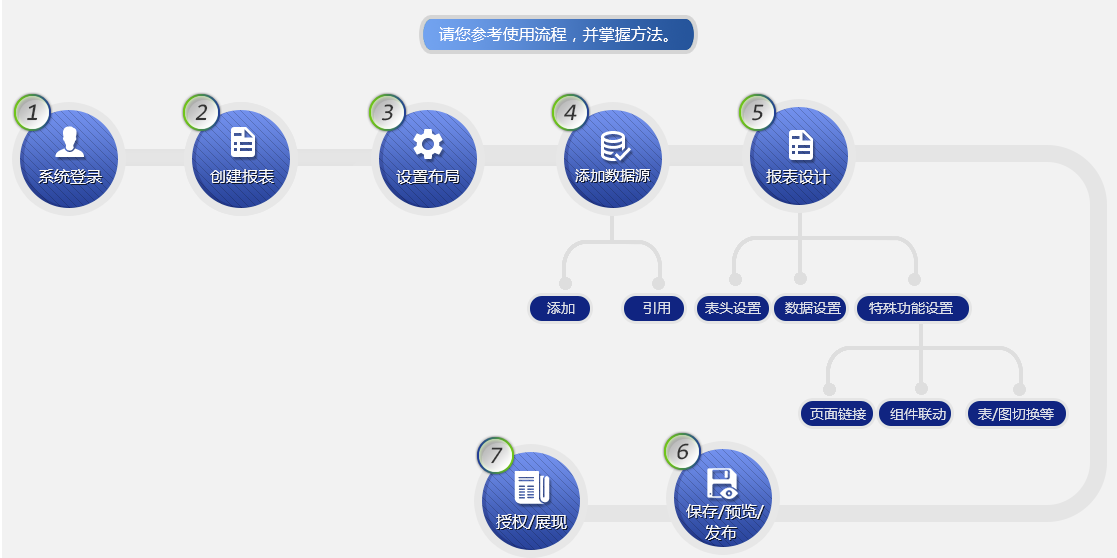 请您参考使用流程，并掌握方法。
1
系统登录
2
创建报表
3
设置布局
4
添加数据源
5
报表设计
添加
引用
表头设置
数据设置
特殊功能设置
页面链接
组件联动
表/图切换等
6
保存/预览/
发布
7
授权/展现